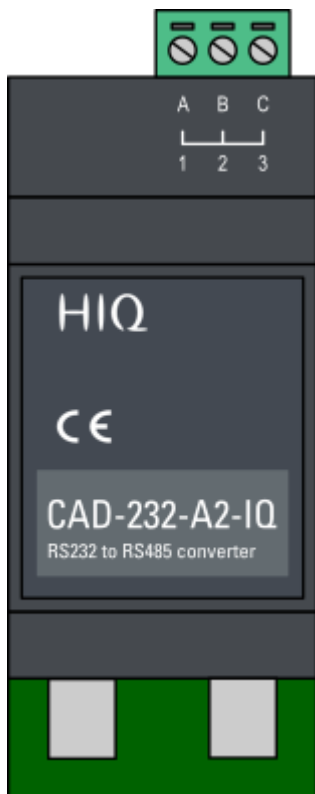 A B C
1 2 3
HIQ
CE
CAD-232-A2-IQ
RS232 to RS485 converter